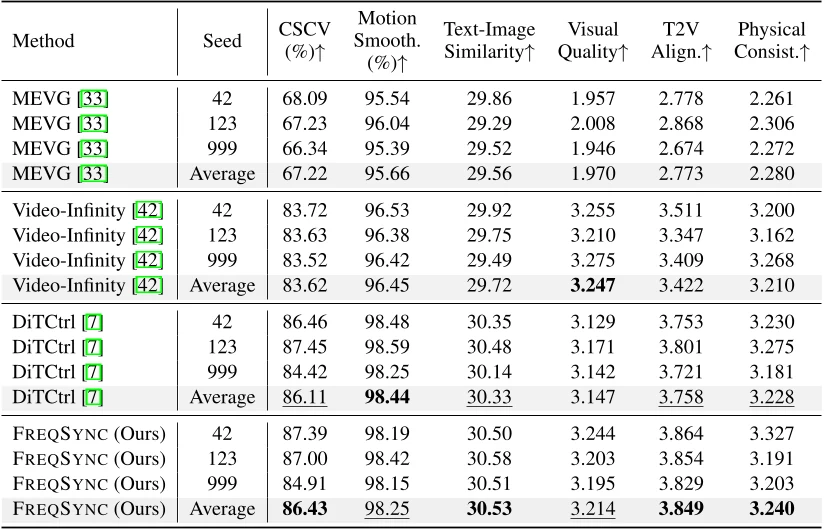 Method Seed CSCV (%)↑ Motion Smooth. (%)↑ Text-Image Similarity↑ Visual Quality↑ T2V Align.↑ Physical Consist.↑
MEVG [33] 42 68.09 95.54 29.86 1.957 2.778 2.261
MEVG [33] 123 67.23 96.04 29.29 2.008 2.868 2.306
MEVG [33] 999 66.34 95.39 29.52 1.946 2.674 2.272
MEVG [33] Average 67.22 95.66 29.56 1.970 2.773 2.280
Video-Infinity [42] 42 83.72 96.53 29.92 3.255 3.511 3.200
Video-Infinity [42] 123 83.63 96.38 29.75 3.210 3.347 3.162
Video-Infinity [42] 999 83.52 96.42 29.49 3.275 3.409 3.268
Video-Infinity [42] Average 83.62 96.45 29.72 3.247 3.422 3.210
DiTCtrl [7] 42 86.46 98.48 30.35 3.129 3.753 3.230
DiTCtrl [7] 123 87.45 98.59 30.48 3.171 3.801 3.275
DiTCtrl [7] 999 84.42 98.25 30.14 3.142 3.721 3.181
DiTCtrl [7] Average 86.11 98.44 30.33 3.147 3.758 3.228
FREQSYNC (Ours) 42 87.39 98.19 30.50 3.244 3.864 3.327
FREQSYNC (Ours) 123 87.00 98.42 30.58 3.203 3.854 3.191
FREQSYNC (Ours) 999 84.91 98.15 30.51 3.195 3.829 3.203
FREQSYNC (Ours) Average 86.43 98.25 30.53 3.214 3.849 3.240